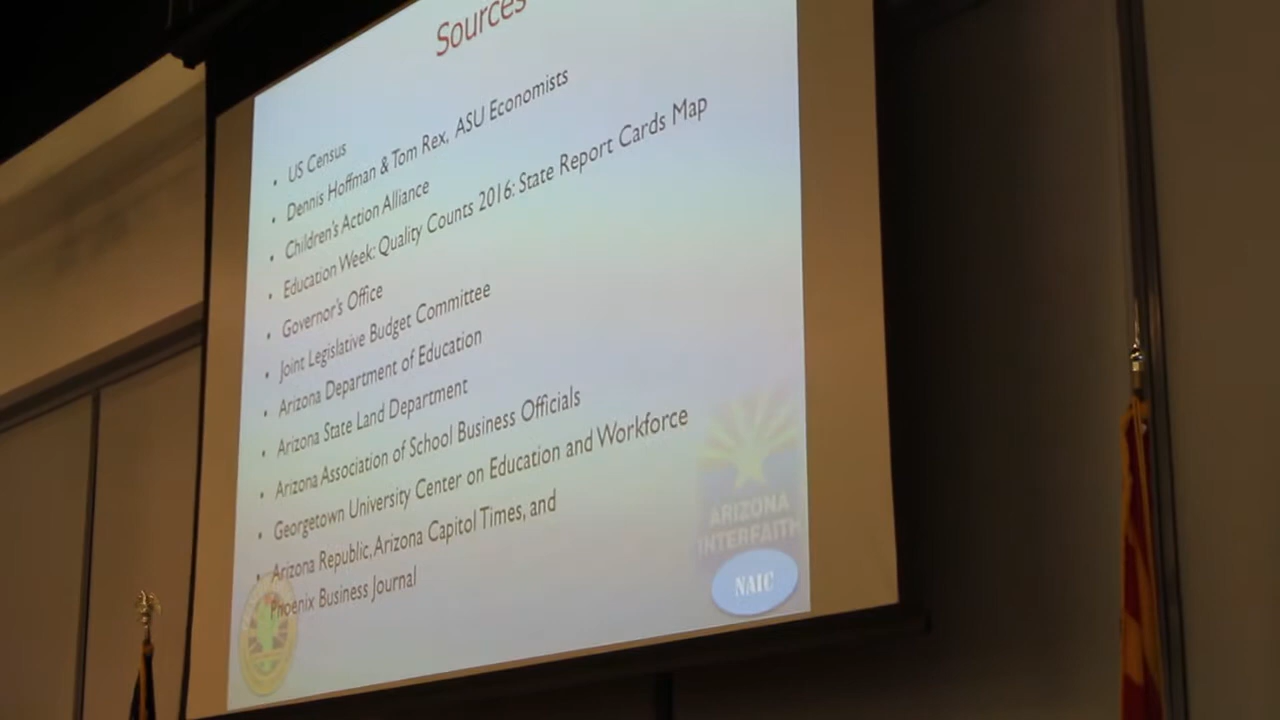 Sources
• US Census
• Dennis Hoffman & Tom Rex, ASU Economists
• Children's Action Alliance
• Education Week: Quality Counts 2016: State Report Cards Map
• Governor's Office
• Joint Legislative Budget Committee
• Arizona Department of Education
• Arizona State Land Department
• Arizona Association of School Business Officials
• Georgetown University Center on Education and Workforce
• Arizona Republic, Arizona Capitol Times, and
Phoenix Business Journal
ARIZONA
INTERFAITH
NAIC